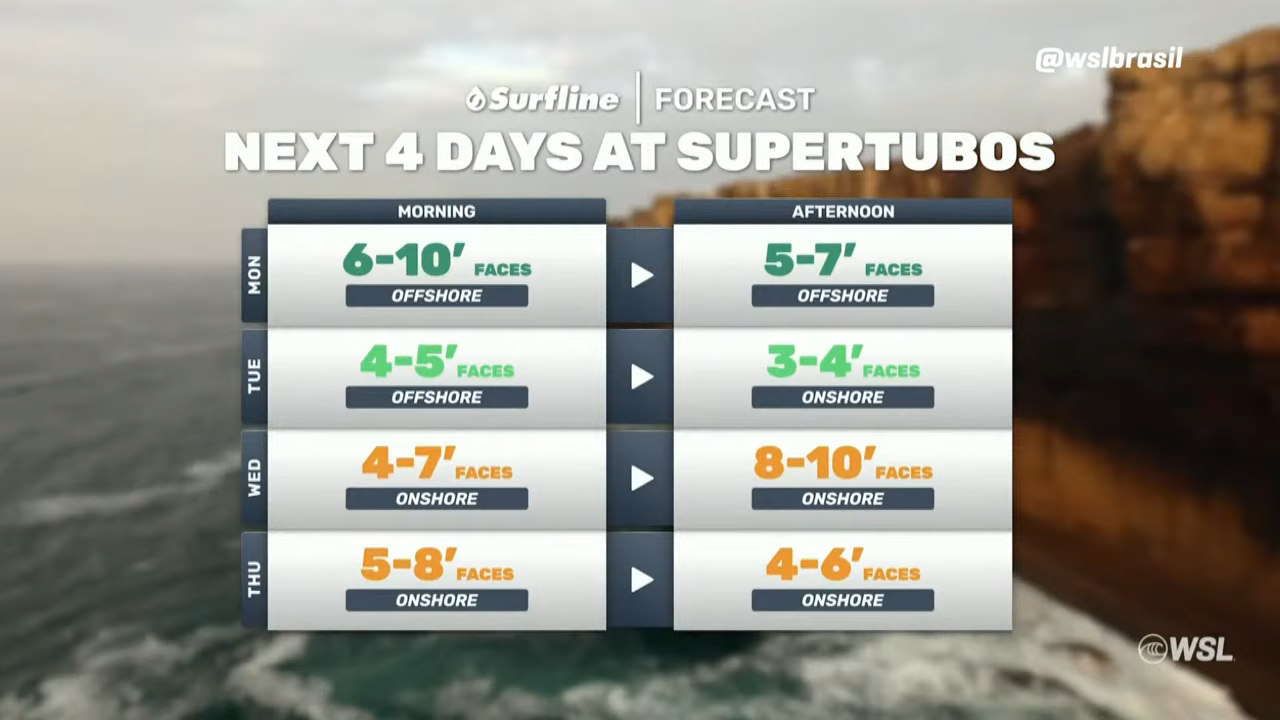 @wslbrasil
Surfline | FORECAST
NEXT 4 DAYS AT SUPERTUBOS
MORNING
AFTERNOON
MON
6-10' FACES
OFFSHORE
5-7' FACES
OFFSHORE
TUE
4-5' FACES
OFFSHORE
3-4' FACES
ONSHORE
WED
4-7' FACES
ONSHORE
8-10' FACES
ONSHORE
THU
5-8' FACES
ONSHORE
4-6' FACES
ONSHORE
WSL